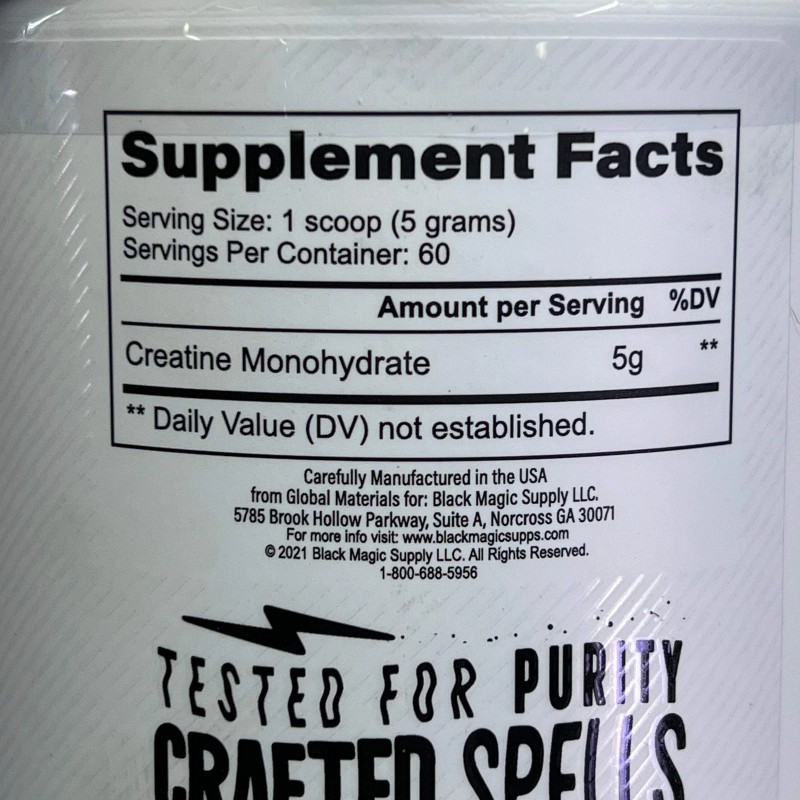 Supplement Facts
Serving Size: 1 scoop (5 grams)
Servings Per Container: 60
Amount per Serving %DV
Creatine Monohydrate 5g **
** Daily Value (DV) not established.
Carefully Manufactured in the USA
from Global Materials for: Black Magic Supply LLC.
5785 Brook Hollow Parkway, Suite A, Norcross GA 30071
For more info visit: www.blackmagicsupps.com
© 2021 Black Magic Supply LLC. All Rights Reserved.
1-800-688-5956
TESTED FOR PURITY
CRAFTED SPELLS